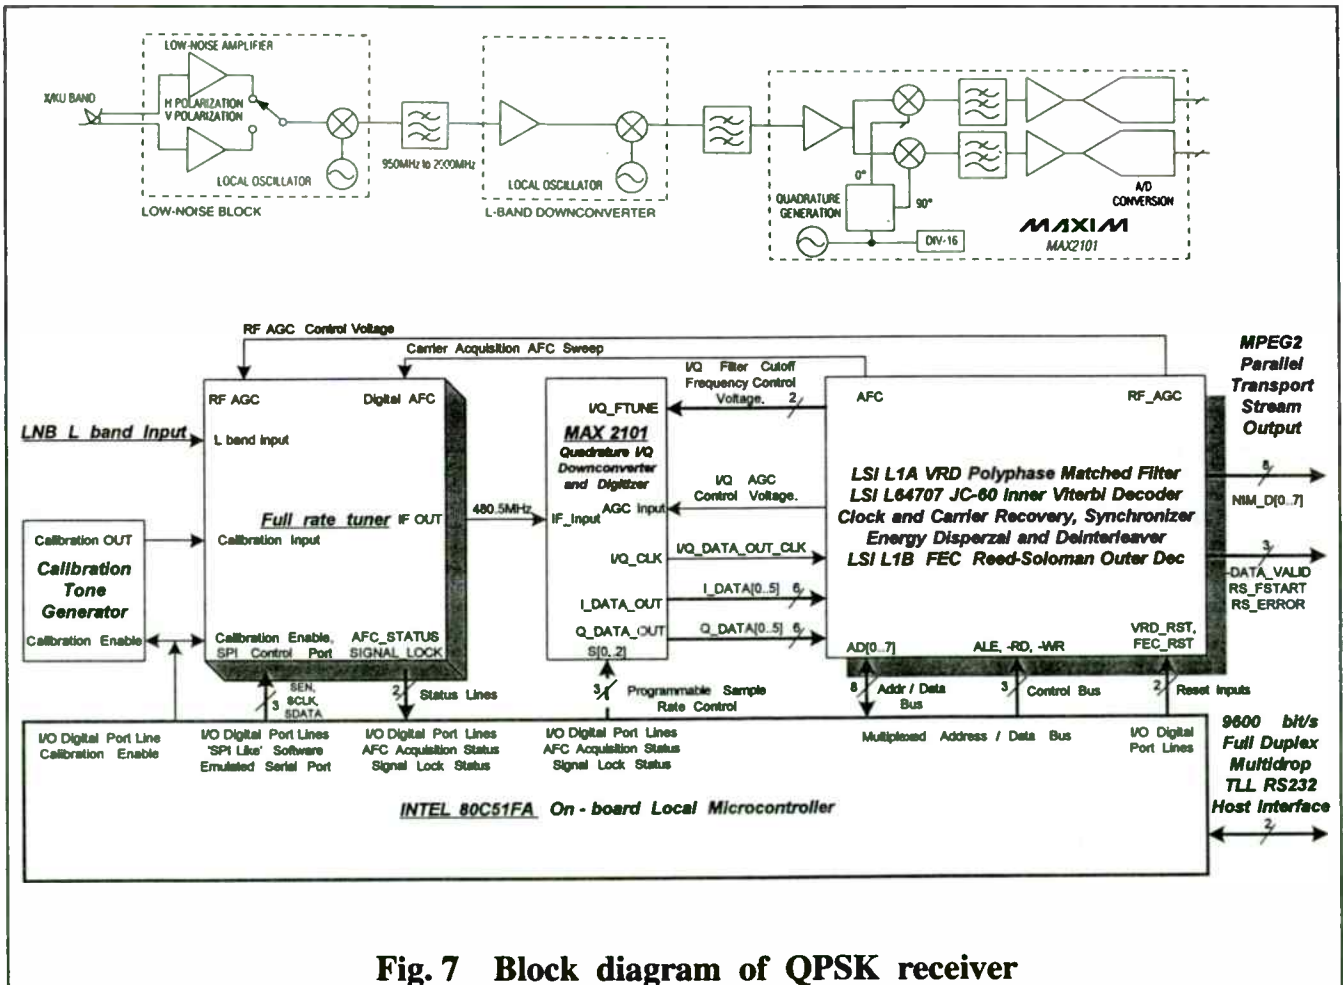 LOW-NOISE AMPLIFIER
X/KU BAND
H POLARIZATION
V POLARIZATION
LOCAL OSCILLATOR
LOW-NOISE BLOCK
950MHz to 2000MHz
LOCAL OSCILLATOR
L-BAND DOWNCONVERTER
0°
90°
QUADRATURE
GENERATION
DIV-16
A/D
CONVERSION
MAXIM
MAX2101
RF AGC Control Voltage
Carrier Acquisition AFC Sweep
RF AGC
Digital AFC
LNB L band Input
L band input
Full rate tuner
IF OUT
480.5MHz
Calibration OUT
Calibration Input
Calibration
Tone
Generator
Calibration Enable
Calibration Enable,
SPI Control Port
AFC_STATUS
SIGNAL LOCK
I/Q Filter Cutoff
Frequency Control
Voltage.
2
I/Q_FTUNE
MAX 2101
Quadrature I/Q
Downconverter
and Digitizer
IF_Input
AGC Input
I/Q AGC
Control Voltage.
I/Q_CLK
I/Q_DATA_OUT_CLK
I_DATA_OUT
I_DATA[0..5]
6
Q_DATA_OUT
Q_DATA[0..5]
6
S[0..2]
AFC
RF_AGC
LSI L1A VRD Polyphase Matched Filter
LSI L64707 JC-60 Inner Viterbi Decoder
Clock and Carrier Recovery, Synchronizer
Energy Disperzal and Deinterleaver
LSI L1B FEC Reed-Soloman Outer Dec
AD[0..7]
ALE, -RD, -WR
VRD_RST,
FEC_RST
MPEG2
Parallel
Transport
Stream
Output
8
NIM_D[0..7]
3
-DATA_VALID
RS_FSTART
RS_ERROR
3
SEN,
SCLK,
SDATA
2
Status Lines
3
Programmable Sample
Rate Control
8
Addr / Data
Bus
3
Control Bus
2
Reset Inputs
I/O Digital Port Line
Calibration Enable
I/O Digital Port Lines
'SPI Like' Software
Emulated Serial Port
I/O Digital Port Lines
AFC Acquisition Status
Signal Lock Status
I/O Digital Port Lines
AFC Acquisition Status
Signal Lock Status
Multiplexed Address / Data Bus
I/O Digital
Port Lines
INTEL 80C51FA On - board Local Microcontroller
9600 bit/s
Full Duplex
Multidrop
TLL RS232
Host Interface
2
Fig. 7 Block diagram of QPSK receiver